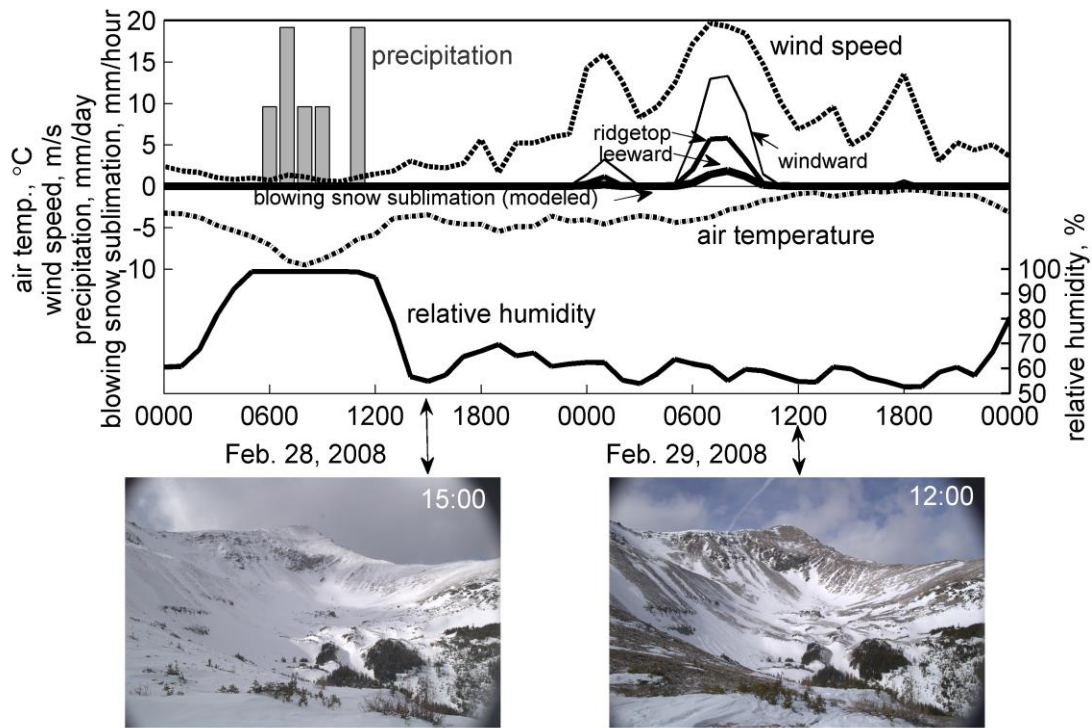 air temp., °C
wind speed, m/s
precipitation, mm/day
blowing snow sublimation, mm/hour
20
15
10
5
0
-5
-10
precipitation
wind speed
ridgetop
leeward
windward
blowing snow sublimation (modeled)
air temperature
relative humidity
100
90
80
70
60
50
relative humidity, %
0000 0600 1200 1800 0000 0600 1200 1800 0000
Feb. 28, 2008 Feb. 29, 2008
15:00 12:00